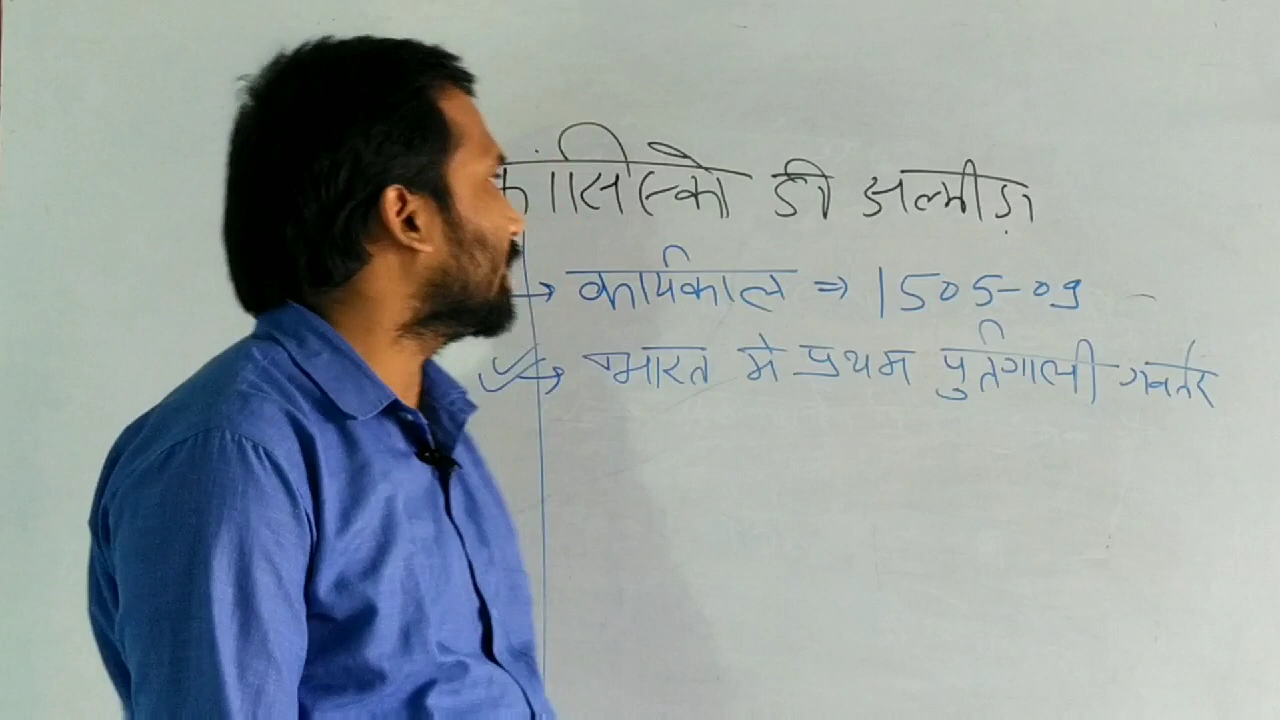 फ्रांसिस्को डी अल्मीड़ा
→ कार्यकाल ⇒ 1505-09
→ भारत में प्रथम पुर्तगाली गवर्नर